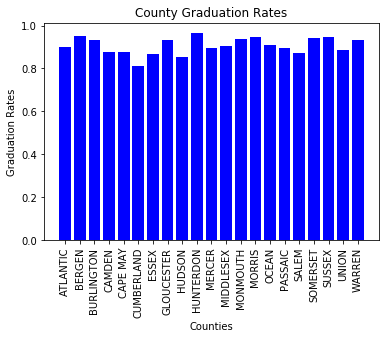 County Graduation Rates
Graduation Rates
1.0
0.8
0.6
0.4
0.2
0.0
ATLANTIC
BERGEN
BURLINGTON
CAMDEN
CAPE MAY
CUMBERLAND
ESSEX
GLOUCESTER
HUDSON
HUNTERDON
MERCER
MIDDLESEX
MONMOUTH
MORRIS
OCEAN
PASSAIC
SALEM
SOMERSET
SUSSEX
UNION
WARREN
Counties